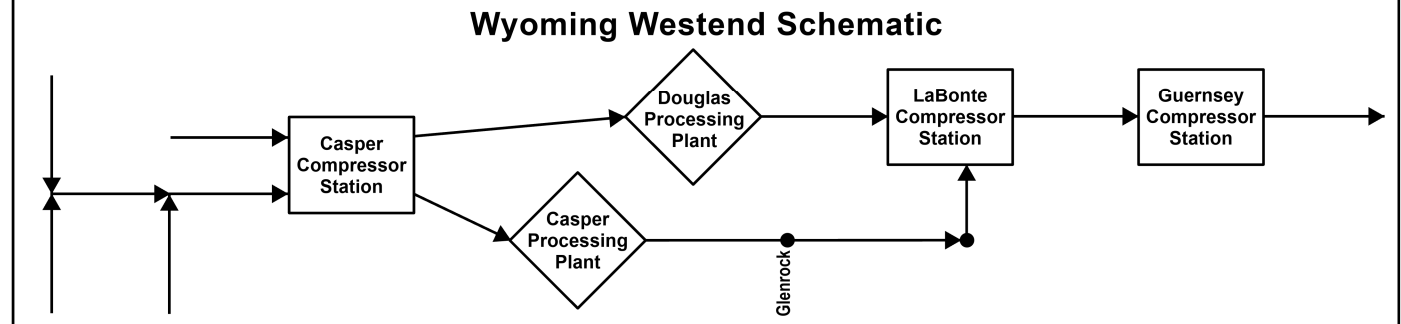 Wyoming Westend Schematic
Casper
Compressor
Station
Douglas
Processing
Plant
Casper
Processing
Plant
Glenrock
LaBonte
Compressor
Station
Guernsey
Compressor
Station